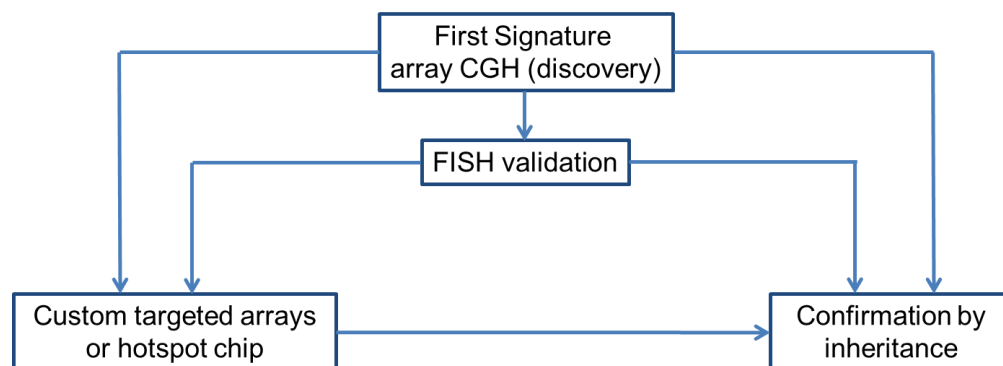 First Signature
array CGH (discovery)
FISH validation
Custom targeted arrays
or hotspot chip
Confirmation by
inheritance